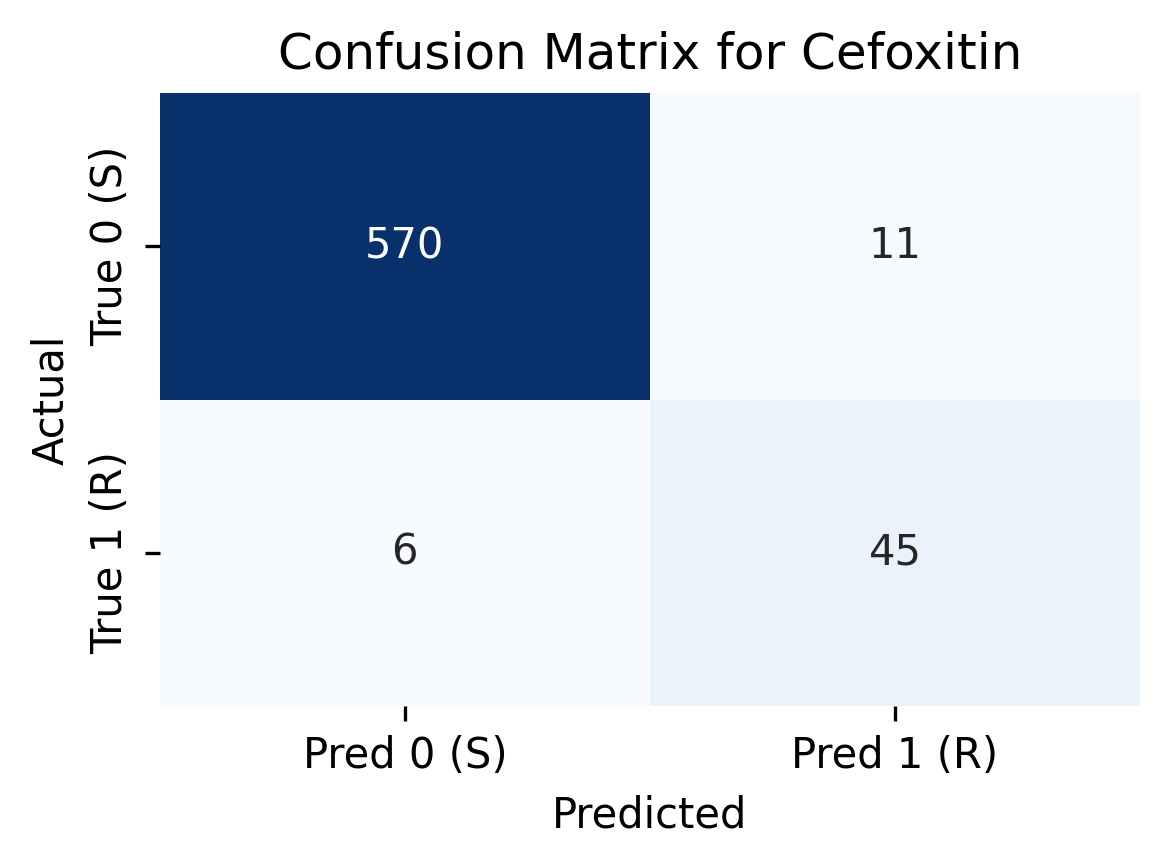 Confusion Matrix for Cefoxitin
Actual
True 0 (S)
570
11
True 1 (R)
6
45
Pred 0 (S)
Pred 1 (R)
Predicted